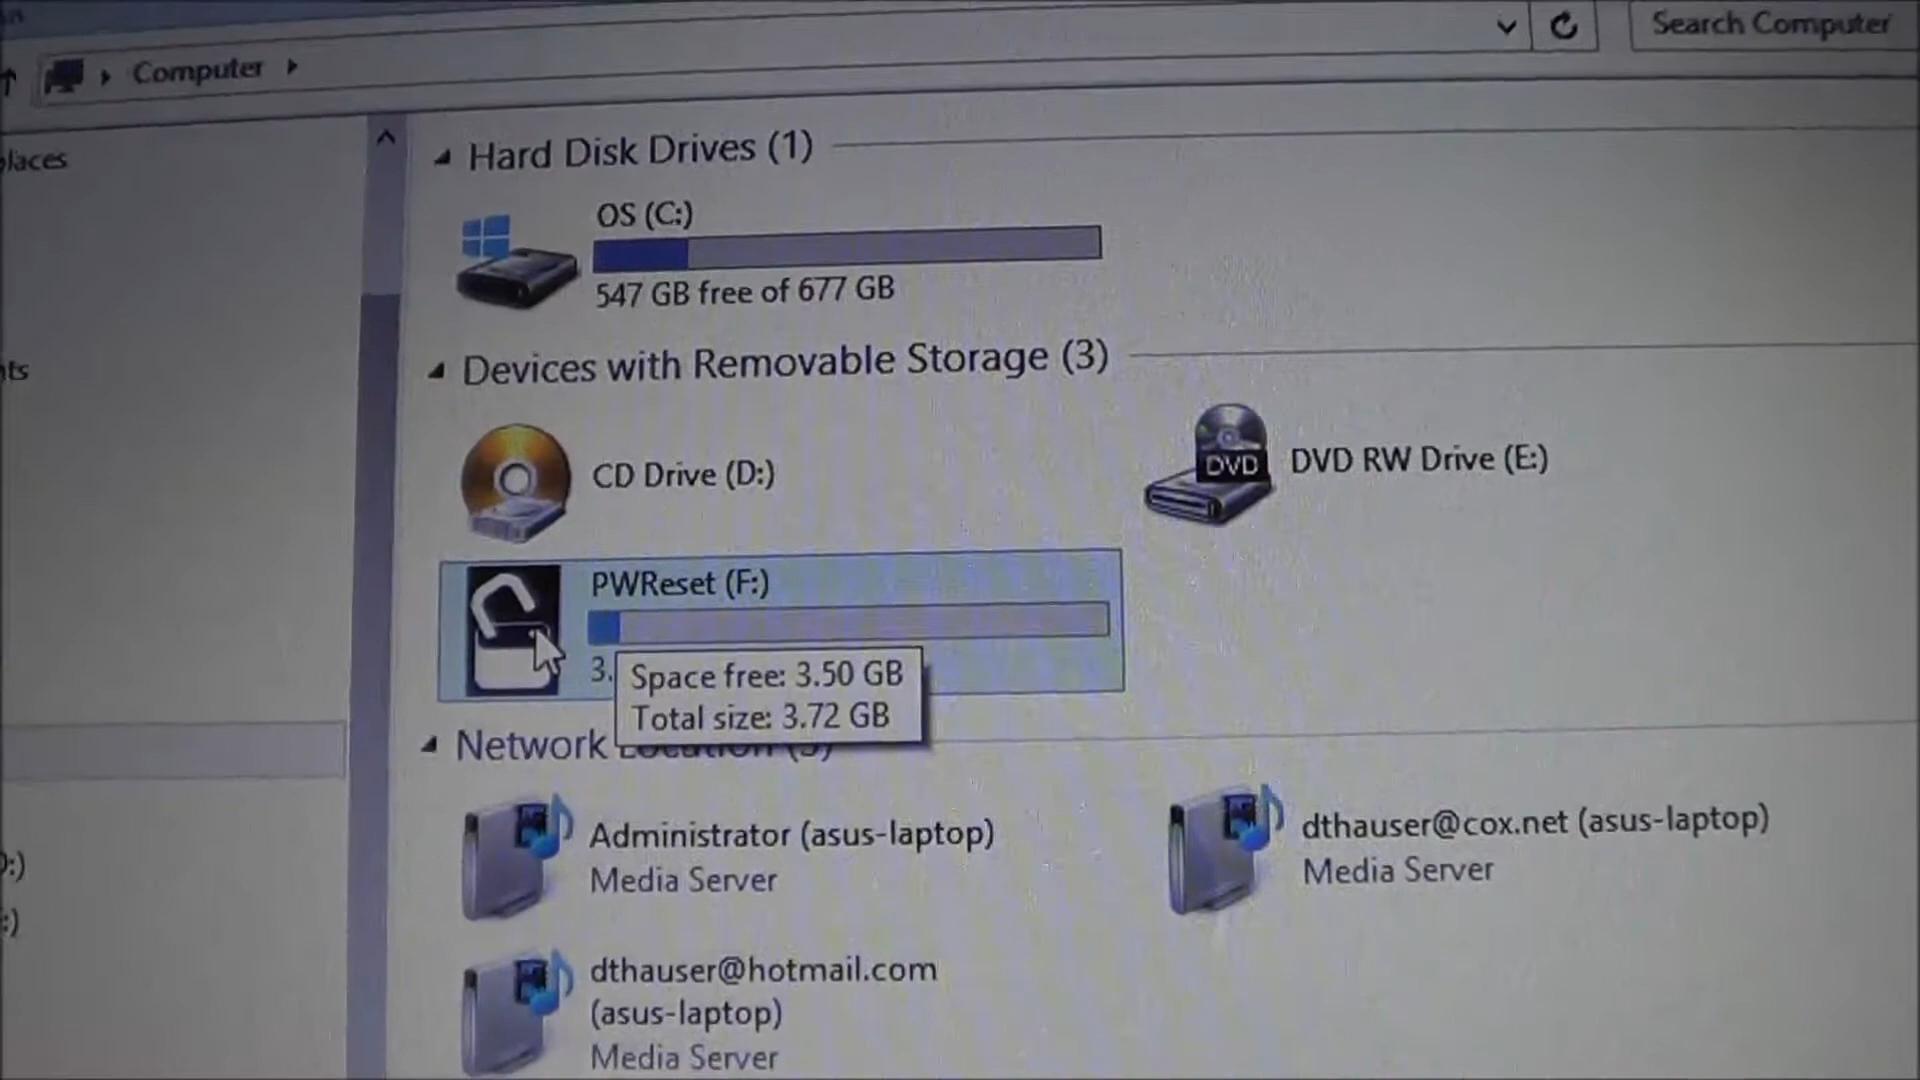 Computer
Search Computer
laces
Hard Disk Drives (1)
OS (C:)
547 GB free of 677 GB
nts
Devices with Removable Storage (3)
CD Drive (D:)
DVD
DVD RW Drive (E:)
PWReset (F:)
3.
Space free: 3.50 GB
Total size: 3.72 GB
Network Location (3)
Administrator (asus-laptop)
Media Server
dthauser@cox.net (asus-laptop)
Media Server
:)
:)
dthauser@hotmail.com
(asus-laptop)
Media Server